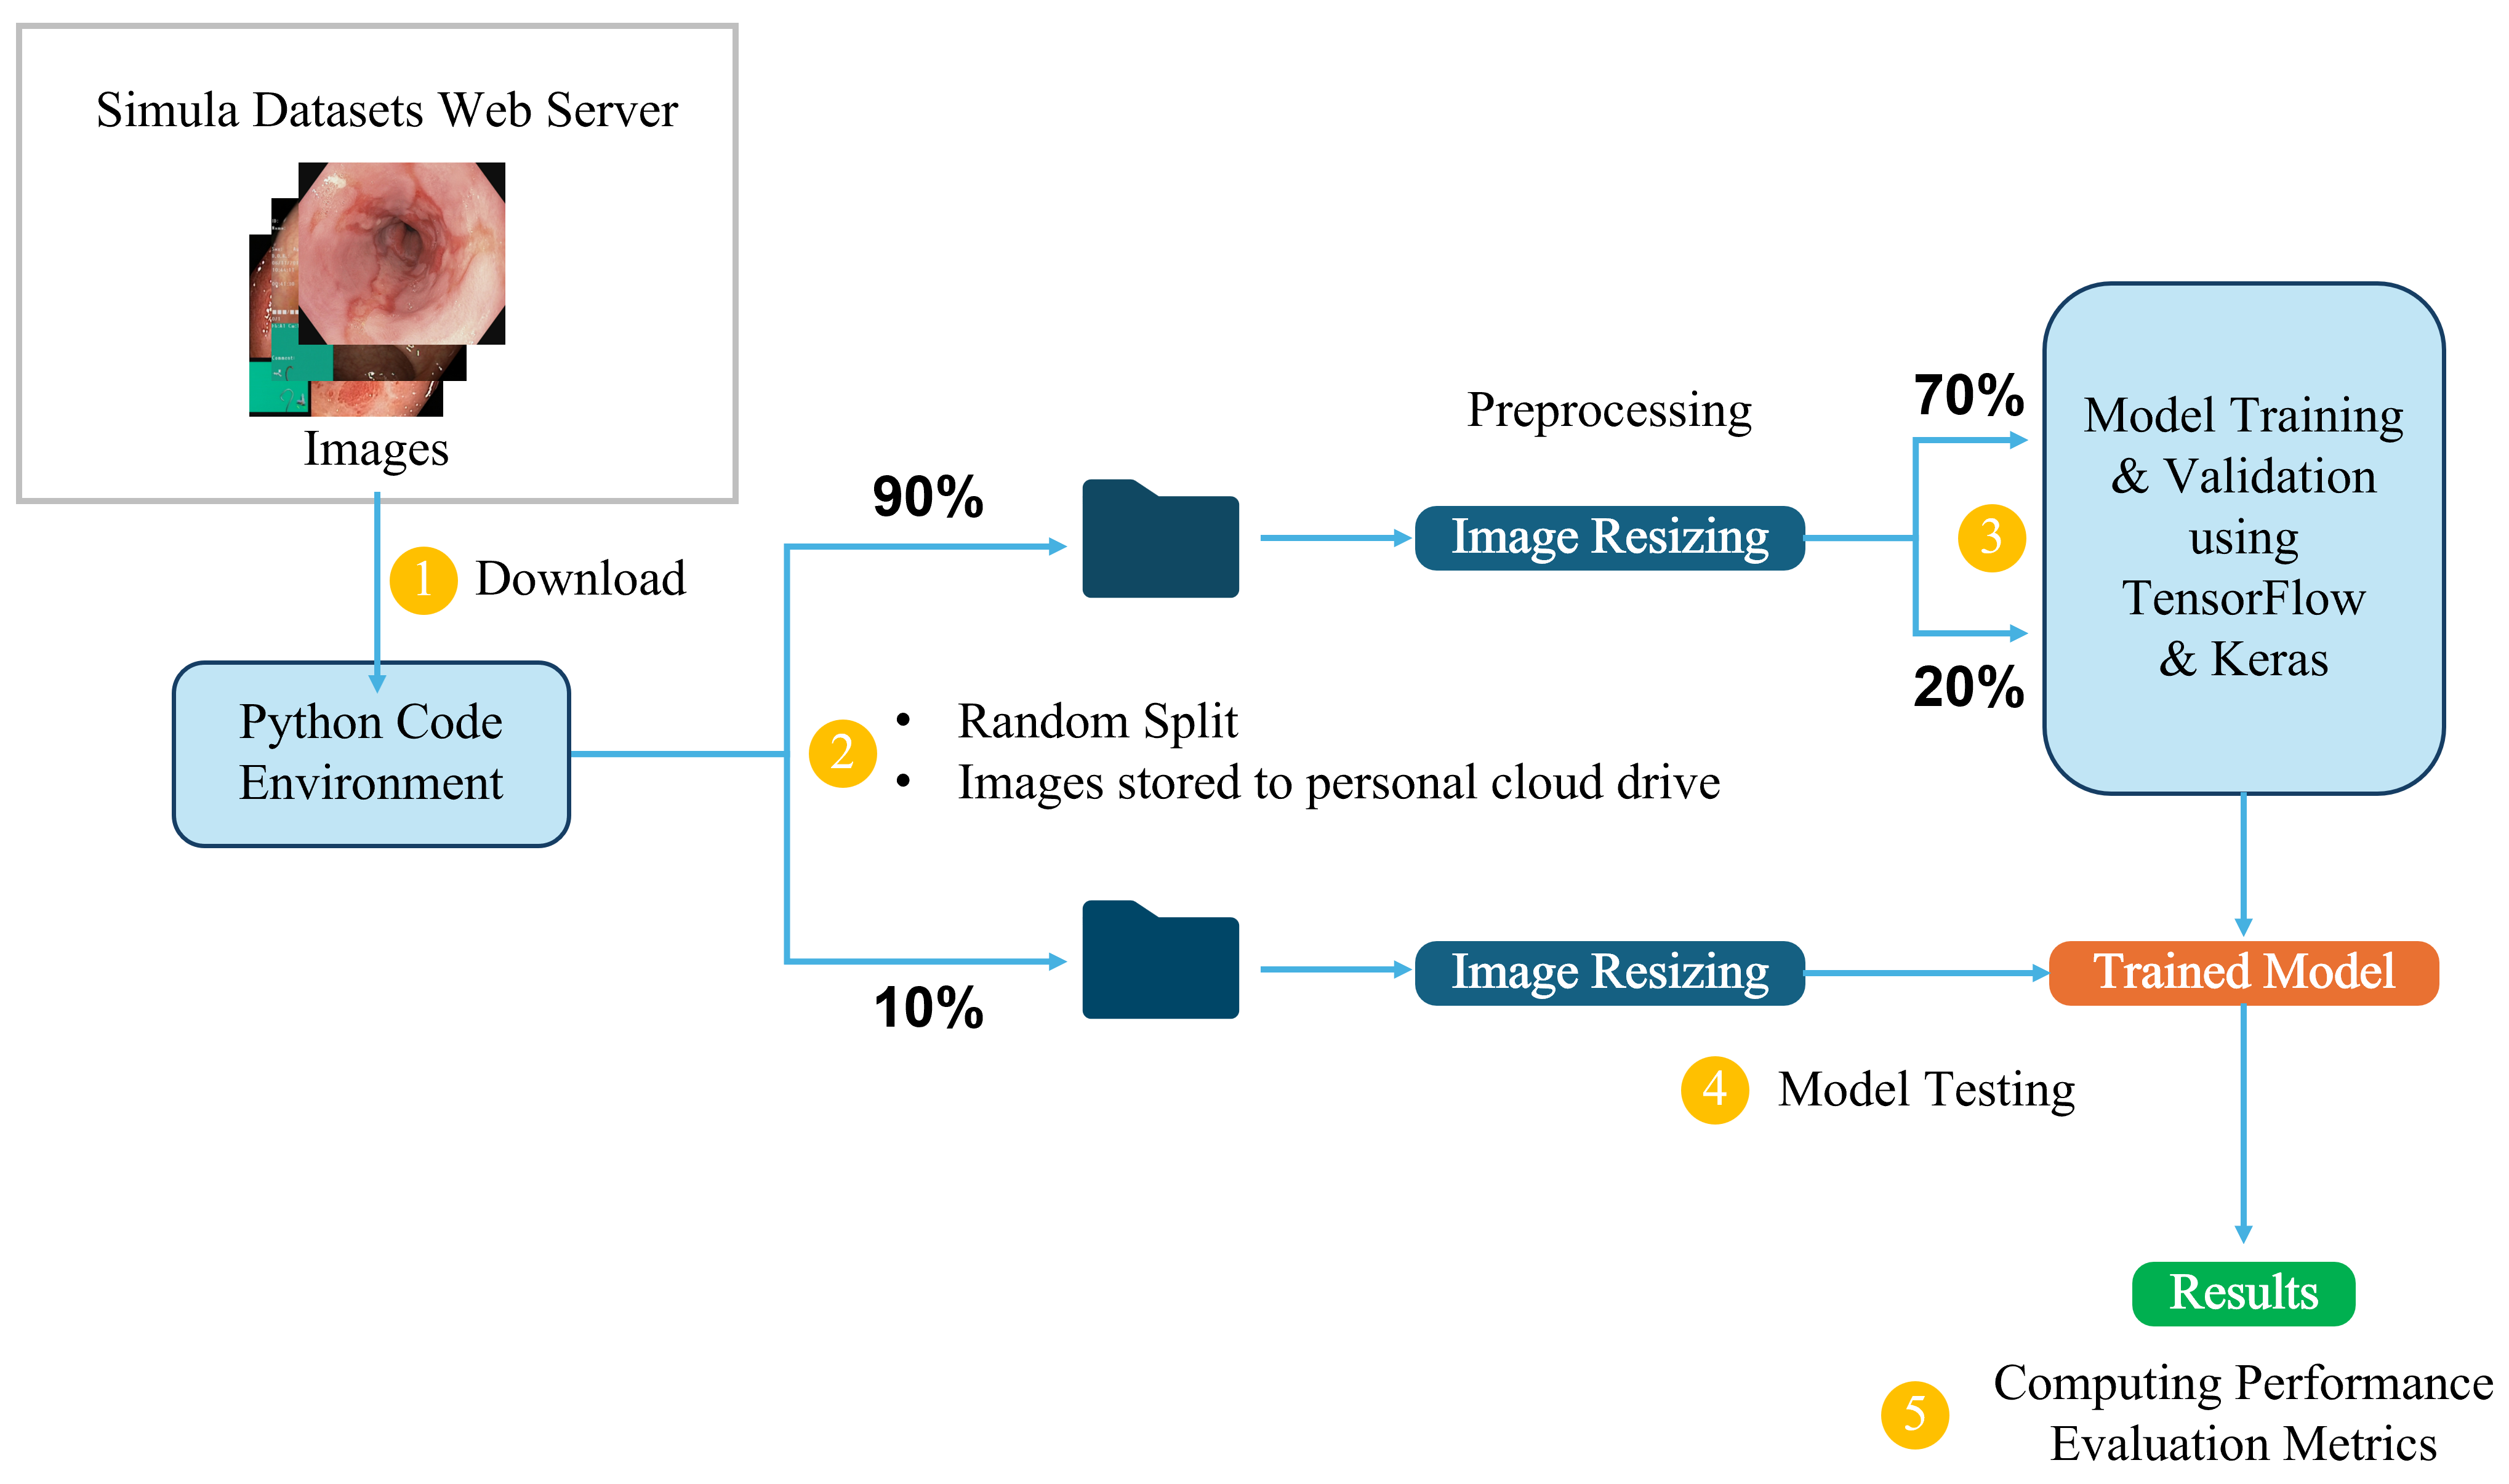 Simula Datasets Web Server
Images
1
Download
Python Code
Environment
90%
10%
2
• Random Split
• Images stored to personal cloud drive
Preprocessing
Image Resizing
70%
3
20%
Model Training
& Validation
using
TensorFlow
& Keras
Image Resizing
Trained Model
4
Model Testing
Results
5
Computing Performance
Evaluation Metrics